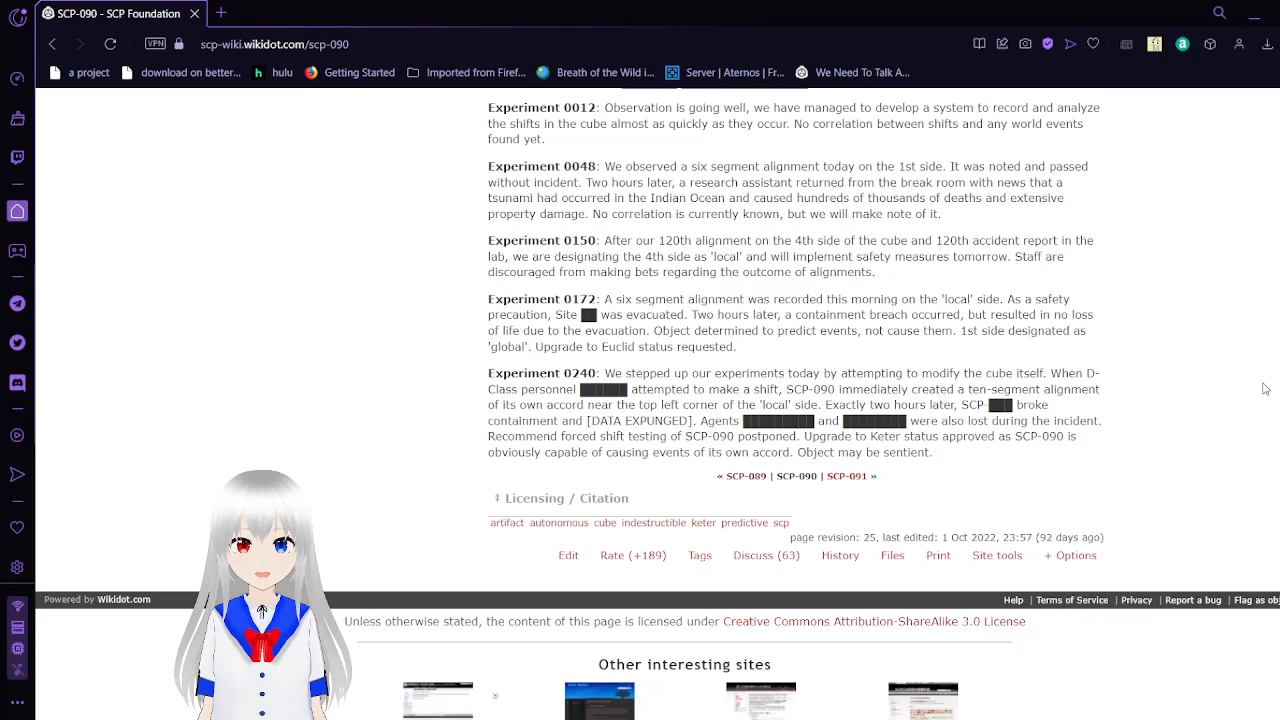 SCP-090 - SCP Foundation
VPN
scp-wiki.wikidot.com/scp-090
a project
download on better...
h hulu
Getting Started
Imported from Firef...
Breath of the Wild i...
Server | Aternos | Fr...
We Need To Talk A...
Experiment 0012: Observation is going well, we have managed to develop a system to record and analyze
the shifts in the cube almost as quickly as they occur. No correlation between shifts and any world events
found yet.
Experiment 0048: We observed a six segment alignment today on the 1st side. It was noted and passed
without incident. Two hours later, a research assistant returned from the break room with news that a
tsunami had occurred in the Indian Ocean and caused hundreds of thousands of deaths and extensive
property damage. No correlation is currently known, but we will make note of it.
Experiment 0150: After our 120th alignment on the 4th side of the cube and 120th accident report in the
lab, we are designating the 4th side as 'local' and will implement safety measures tomorrow. Staff are
discouraged from making bets regarding the outcome of alignments.
Experiment 0172: A six segment alignment was recorded this morning on the 'local' side. As a safety
precaution, Site ██ was evacuated. Two hours later, a containment breach occurred, but resulted in no loss
of life due to the evacuation. Object determined to predict events, not cause them. 1st side designated as
'global'. Upgrade to Euclid status requested.
Experiment 0240: We stepped up our experiments today by attempting to modify the cube itself. When D-
Class personnel ██████ attempted to make a shift, SCP-090 immediately created a ten-segment alignment
of its own accord near the top left corner of the 'local' side. Exactly two hours later, SCP-███ broke
containment and [DATA EXPUNGED]. Agents █████████ and ████████ were also lost during the incident.
Recommend forced shift testing of SCP-090 postponed. Upgrade to Keter status approved as SCP-090 is
obviously capable of causing events of its own accord. Object may be sentient.
« SCP-089 | SCP-090 | SCP-091 »
‡ Licensing / Citation
artifact autonomous cube indestructible keter predictive scp
page revision: 25, last edited: 1 Oct 2022, 23:57 (92 days ago)
Edit Rate (+189) Tags Discuss (63) History Files Print Site tools + Options
Powered by Wikidot.com
Help | Terms of Service | Privacy | Report a bug | Flag as obj
Unless otherwise stated, the content of this page is licensed under Creative Commons Attribution-ShareAlike 3.0 License
Other interesting sites